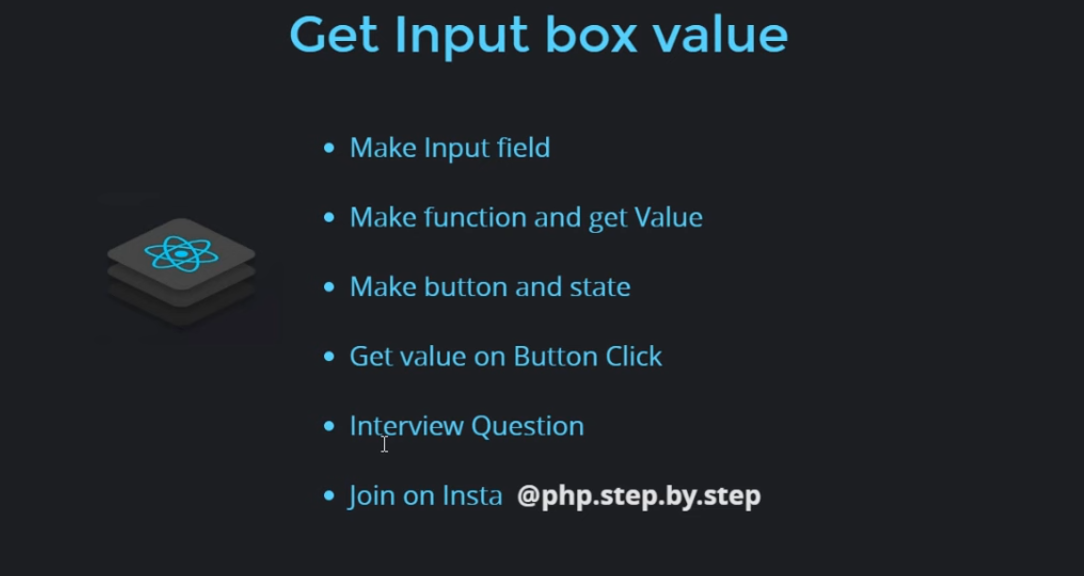 Get Input box value
• Make Input field
• Make function and get Value
• Make button and state
• Get value on Button Click
• Interview Question
• Join on Insta @php.step.by.step